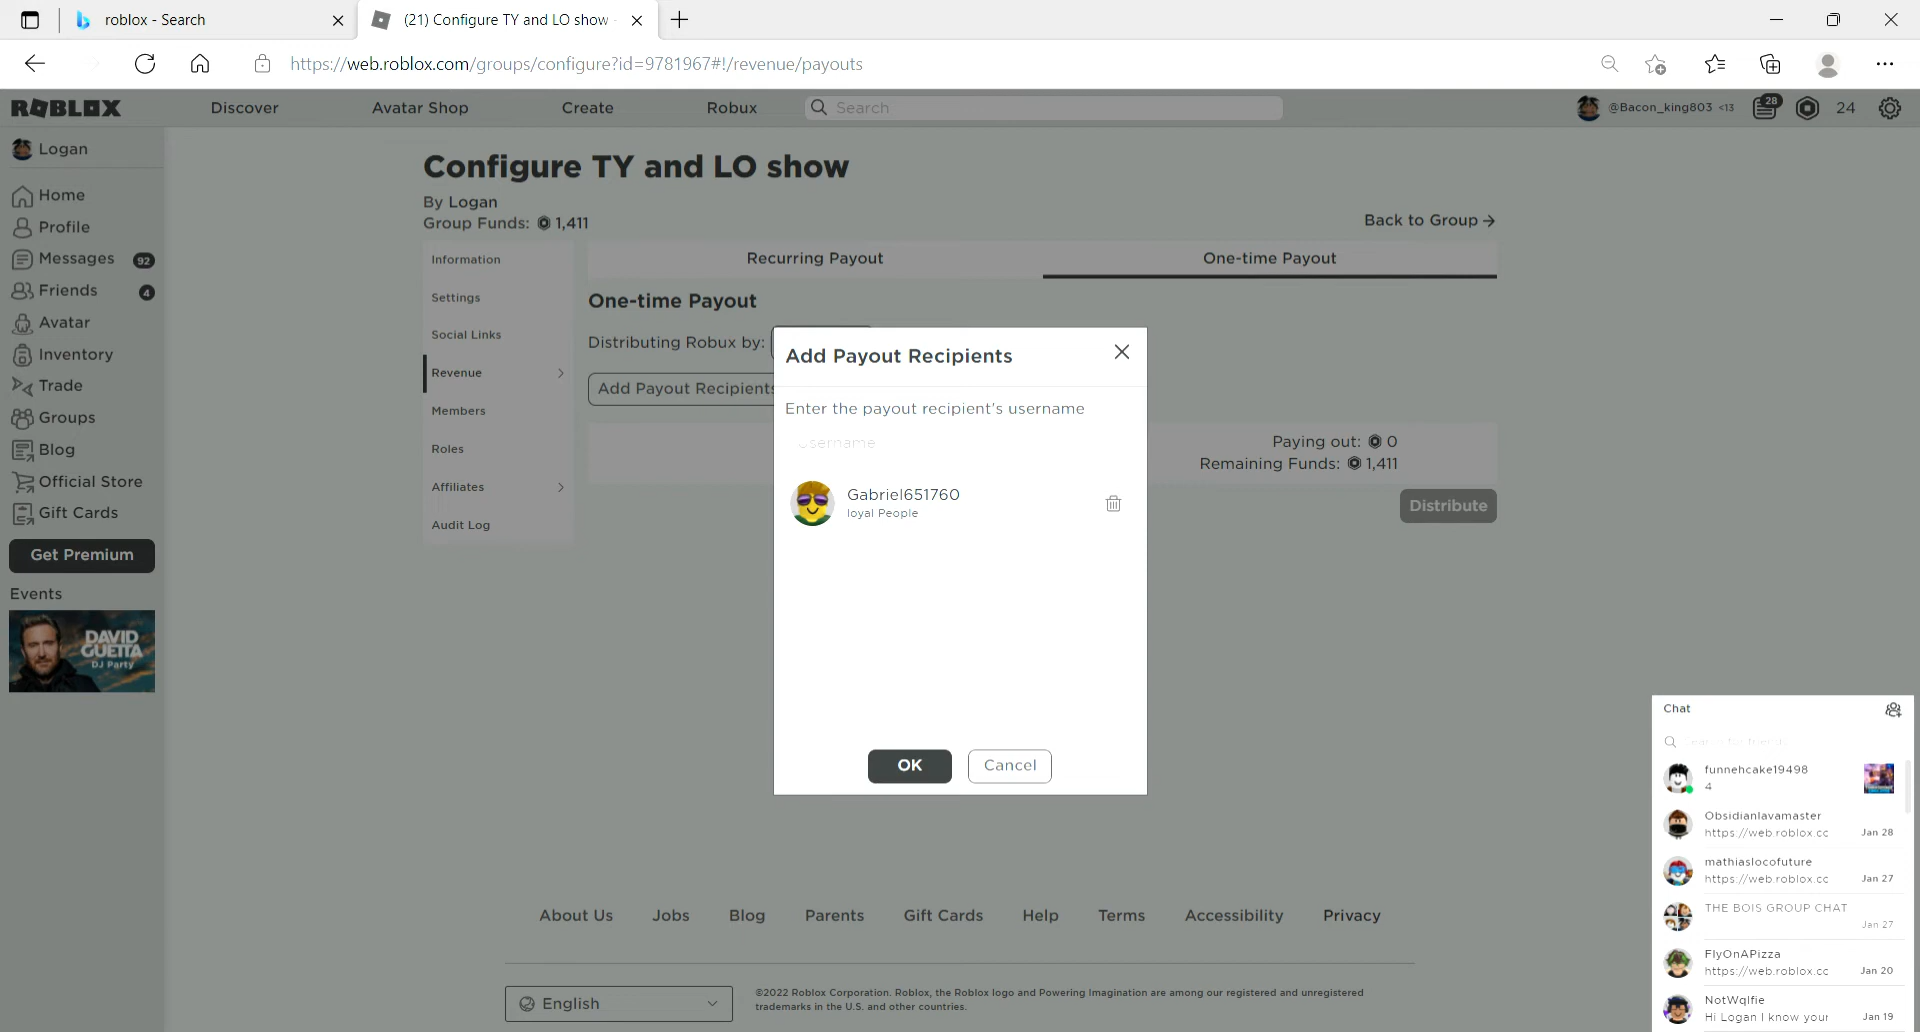 roblox - Search
(21) Configure TY and LO show
https://web.roblox.com/groups/configure?id=9781967#!/revenue/payouts
ROBLOX
Discover
Avatar Shop
Create
Robux
Search
@Bacon_king803 <13
28
24
Logan
Home
Profile
Messages 92
Friends 4
Avatar
Inventory
Trade
Groups
Blog
Official Store
Gift Cards
Get Premium
Events
DAVID
GUETTA
DJ Party
Configure TY and LO show
By Logan
Group Funds: 1,411
Back to Group
Information
Settings
Social Links
Revenue
Members
Roles
Affiliates
Audit Log
Recurring Payout
One-time Payout
One-time Payout
Distributing Robux by:
Add Payout Recipients
Paying out: 0
Remaining Funds: 1,411
Distribute
Add Payout Recipients
Enter the payout recipient's username
Username
Gabriel651760
loyal People
OK
Cancel
Chat
Search for friends
funnehcake19498
4
Obsidianlavamaster
https://web.roblox.cc Jan 28
mathiaslocofuture
https://web.roblox.cc Jan 27
THE BOIS GROUP CHAT
Jan 27
FlyOnAPizza
https://web.roblox.cc Jan 20
NotWqlfie
Hi Logan I know your Jan 19
About Us
Jobs
Blog
Parents
Gift Cards
Help
Terms
Accessibility
Privacy
English
©2022 Roblox Corporation. Roblox, the Roblox logo and Powering Imagination are among our registered and unregistered
trademarks in the U.S. and other countries.